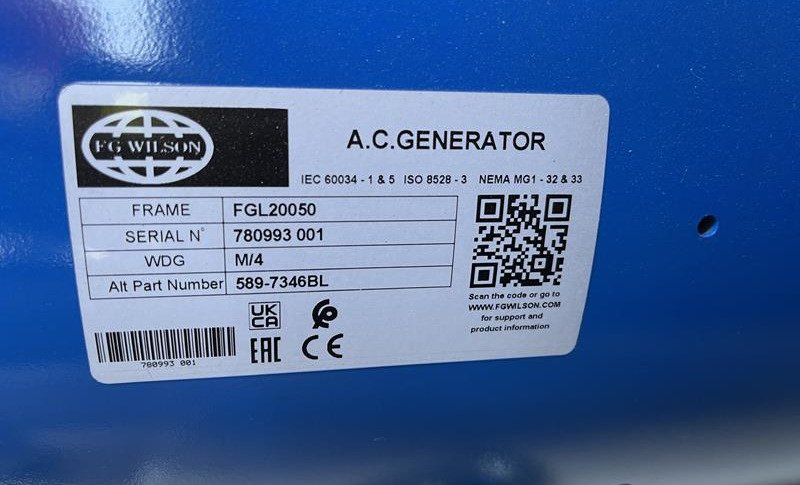 FG WILSON
A.C.GENERATOR
IEC 60034 - 1 & 5 ISO 8528 - 3 NEMA MG1 - 32 & 33
FRAME FGL20050
SERIAL N° 780993 001
WDG M/4
Alt Part Number 589-7346BL
Scan the code or go to
WWW.FGWILSON.COM
for support and
product information
UK
CA
EAC CE
780993 001